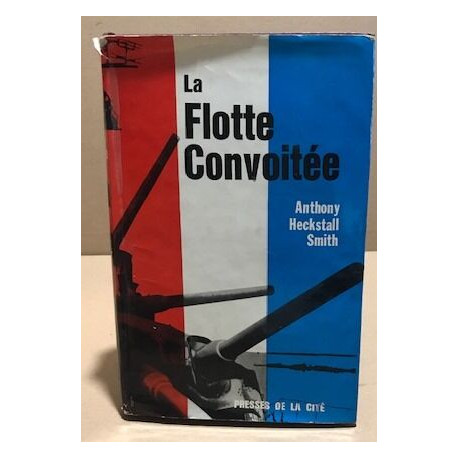 La
Flotte
Convoitée
Anthony
Heckstall
Smith
PRESSES DE LA CITÉ